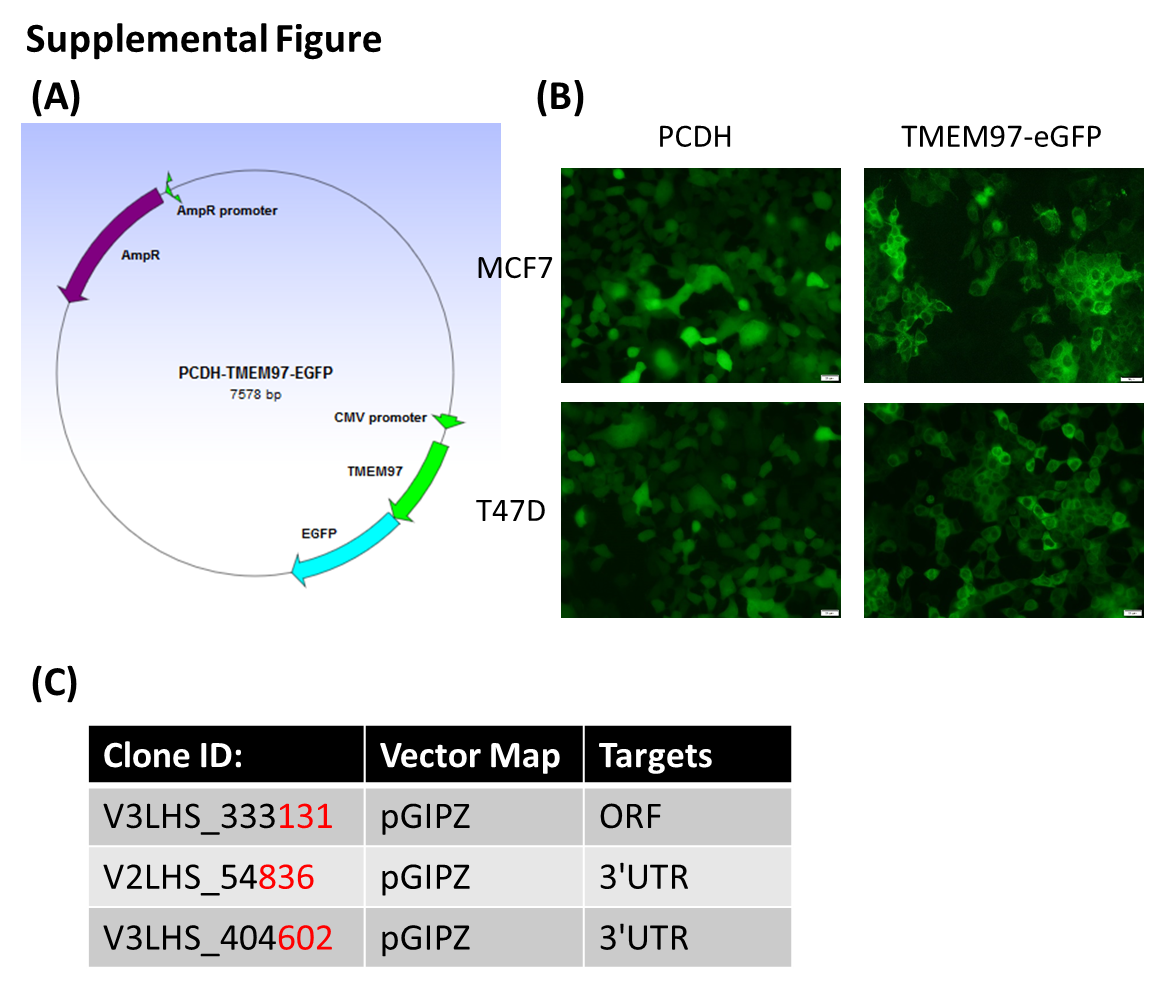 Supplemental Figure
(A)
AmpR promoter
AmpR
PCDH-TMEM97-EGFP
7578 bp
CMV promoter
TMEM97
EGFP
(B)
PCDH
TMEM97-eGFP
MCF7
T47D
(C)
Clone ID: Vector Map Targets
V3LHS_333131 pGIPZ ORF
V2LHS_54836 pGIPZ 3'UTR
V3LHS_404602 pGIPZ 3'UTR